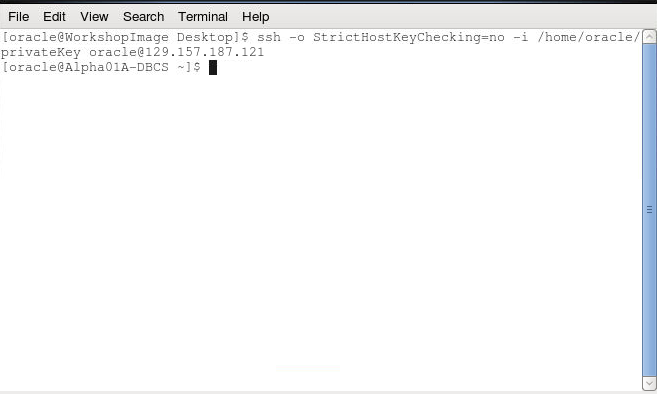 File Edit View Search Terminal Help
[oracle@WorkshopImage Desktop]$ ssh -o StrictHostKeyChecking=no -i /home/oracle/
privateKey oracle@129.157.187.121
[oracle@Alpha01A-DBCS ~]$